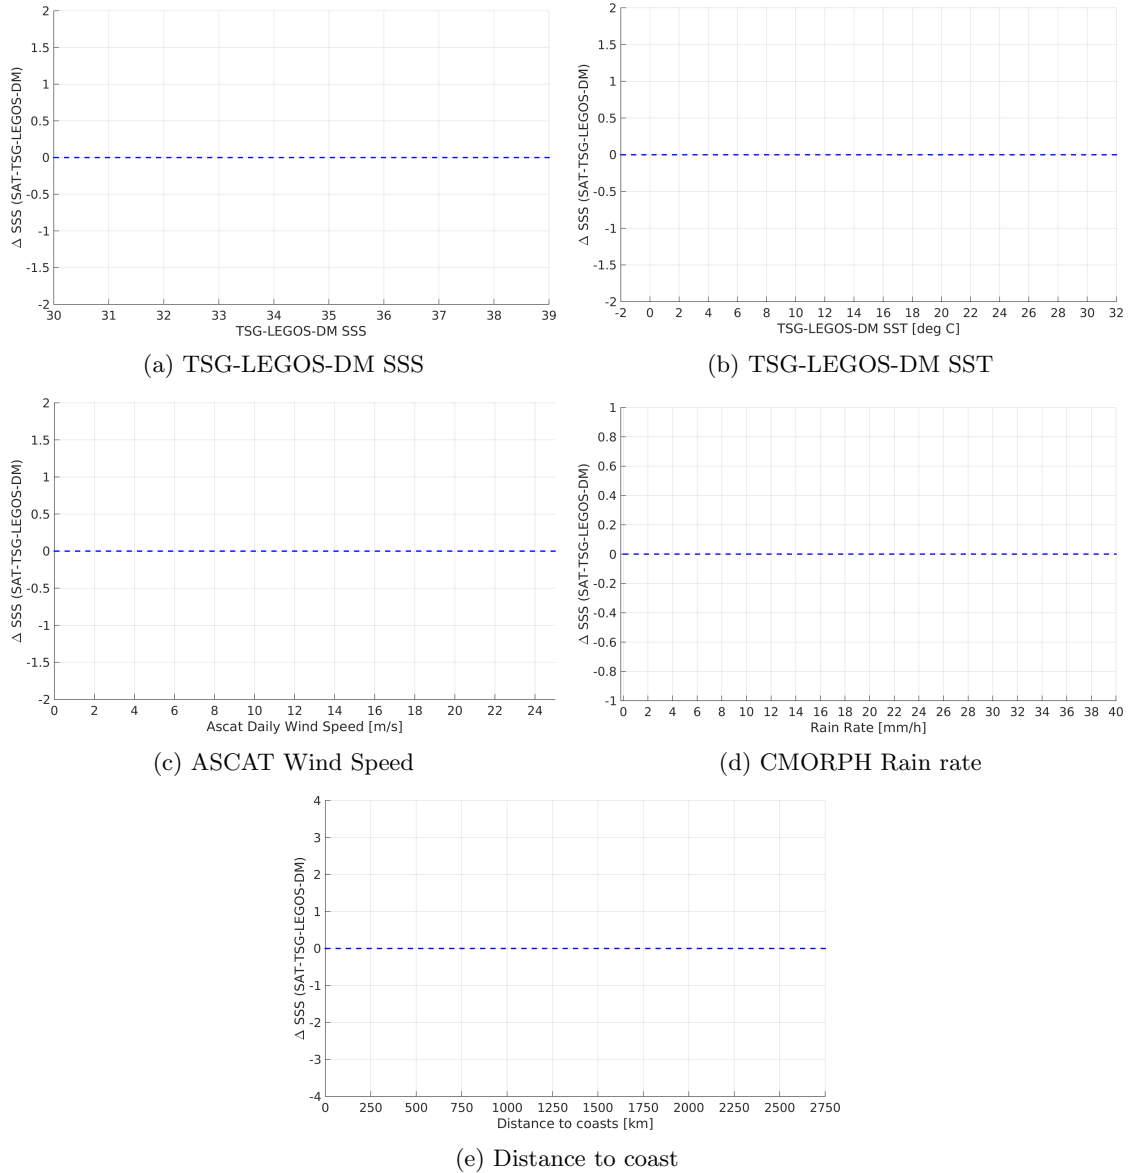 2
1.5
1
0.5
0
-0.5
-1
-1.5
-2
Δ SSS (SAT-TSG-LEGOS-DM)
30 31 32 33 34 35 36 37 38 39
TSG-LEGOS-DM SSS
(a) TSG-LEGOS-DM SSS
2
1.5
1
0.5
0
-0.5
-1
-1.5
-2
Δ SSS (SAT-TSG-LEGOS-DM)
-2 0 2 4 6 8 10 12 14 16 18 20 22 24 26 28 30 32
TSG-LEGOS-DM SST [deg C]
(b) TSG-LEGOS-DM SST
2
1.5
1
0.5
0
-0.5
-1
-1.5
-2
Δ SSS (SAT-TSG-LEGOS-DM)
0 2 4 6 8 10 12 14 16 18 20 22 24
Ascat Daily Wind Speed [m/s]
(c) ASCAT Wind Speed
1
0.8
0.6
0.4
0.2
0
-0.2
-0.4
-0.6
-0.8
-1
Δ SSS (SAT-TSG-LEGOS-DM)
0 2 4 6 8 10 12 14 16 18 20 22 24 26 28 30 32 34 36 38 40
Rain Rate [mm/h]
(d) CMORPH Rain rate
4
3
2
1
0
-1
-2
-3
-4
Δ SSS (SAT-TSG-LEGOS-DM)
0 250 500 750 1000 1250 1500 1750 2000 2250 2500 2750
Distance to coasts [km]
(e) Distance to coast